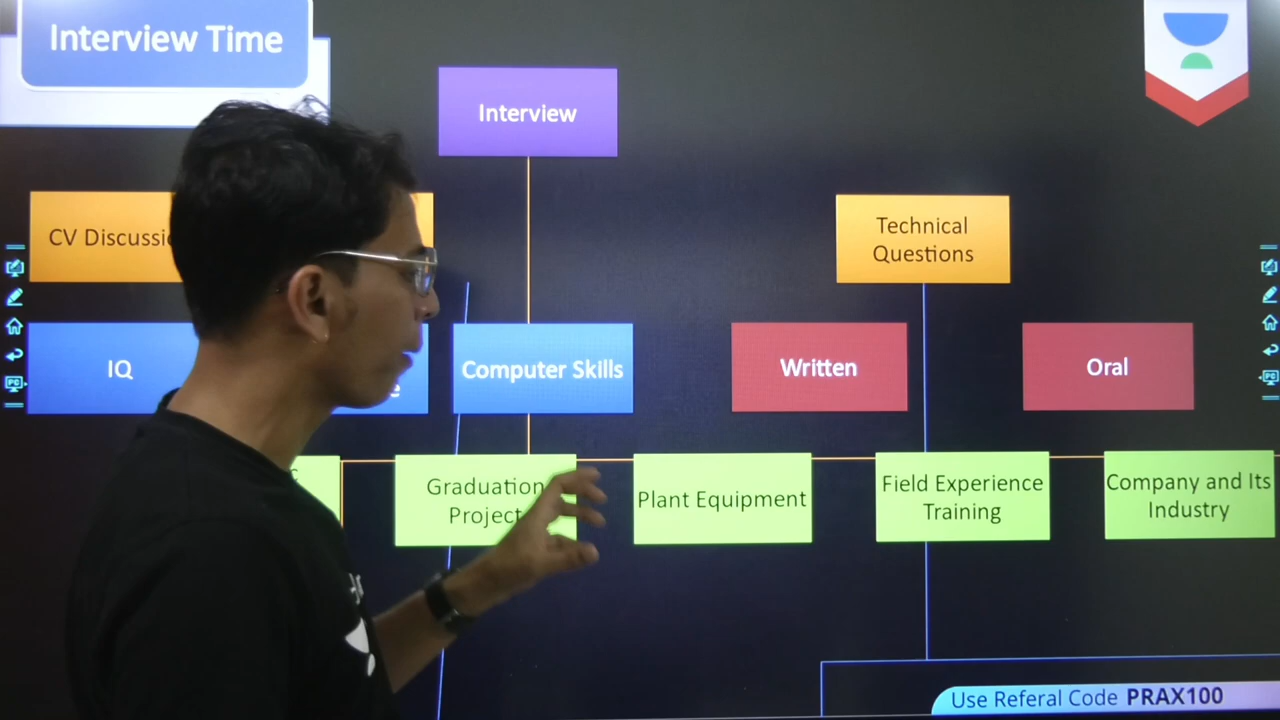 Interview Time
Interview
CV
Technical
Questions
IQ
Computer Skills
Written
Oral
Graduation
Project
Plant Equipment
Field Experience
Training
Company and Its
Industry
Use Referal Code PRAX100